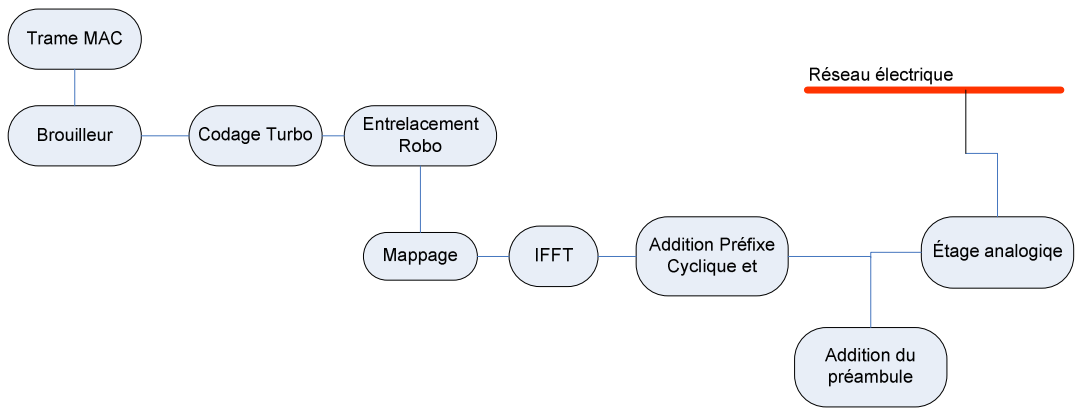 Trame MAC
Réseau électrique
Brouilleur
Codage Turbo
Entrelacement
Robo
Mappage
IFFT
Addition Préfixe
Cyclique et
Étage analogiqe
Addition du
préambule